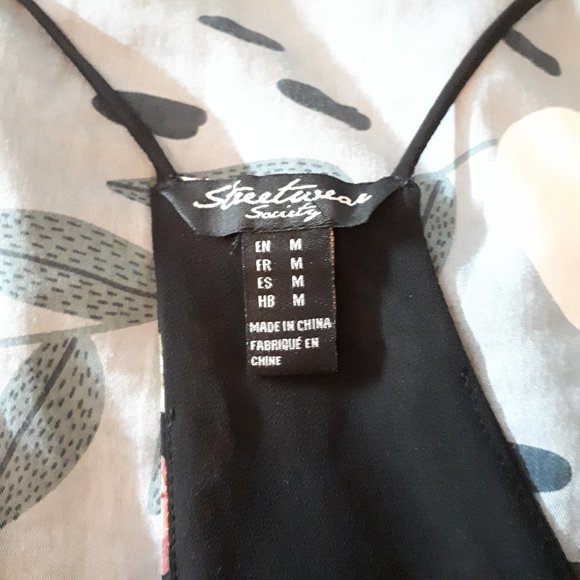 Streetwear
Society
EN M
FR M
ES M
HB M
MADE IN CHINA
FABRIQUÉ EN
CHINE